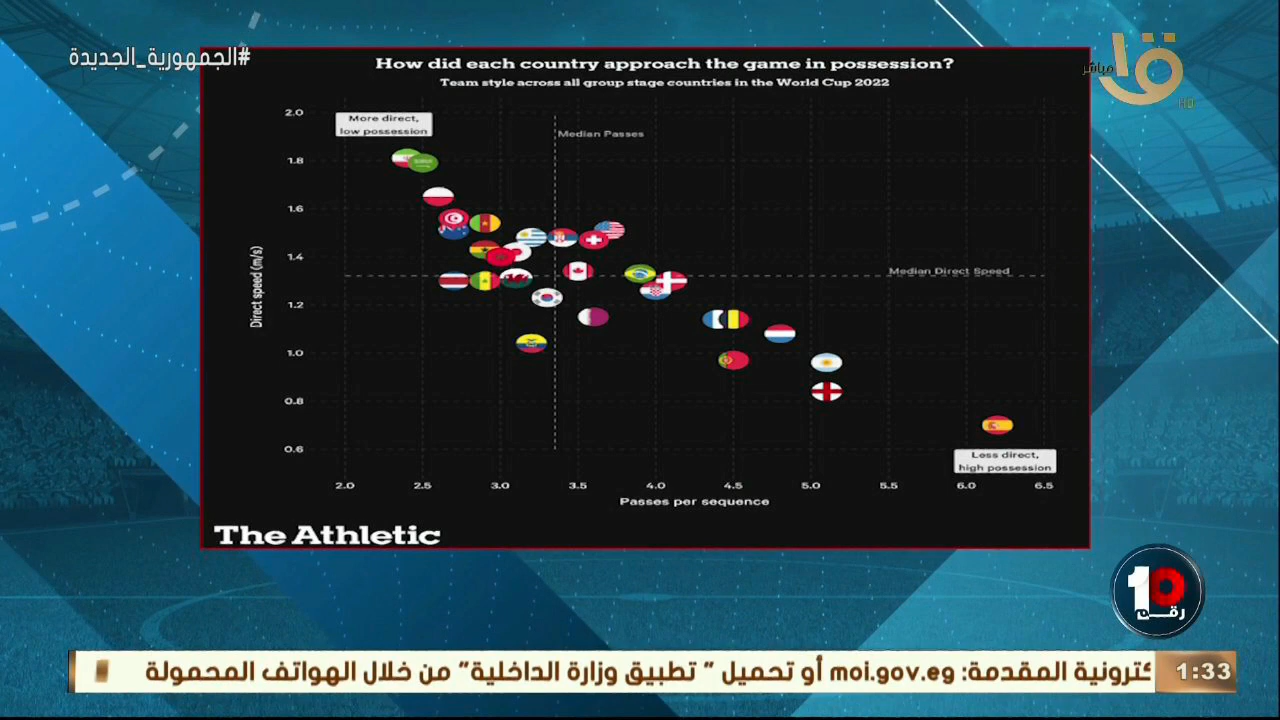 #الجمهورية_الجديدة
مباشر
HD
How did each country approach the game in possession?
Team style across all group stage countries in the World Cup 2022
More direct,
low possession
Median Passes
Median Direct Speed
Direct speed (m/s)
2.0
1.8
1.6
1.4
1.2
1.0
0.8
0.6
Less direct,
high possession
2.0 2.5 3.0 3.5 4.0 4.5 5.0 5.5 6.0 6.5
Passes per sequence
The Athletic
10
رقم
1:33
كترونية المقدمة: moi.gov.eg أو تحميل " تطبيق وزارة الداخلية" من خلال الهواتف المحمولة